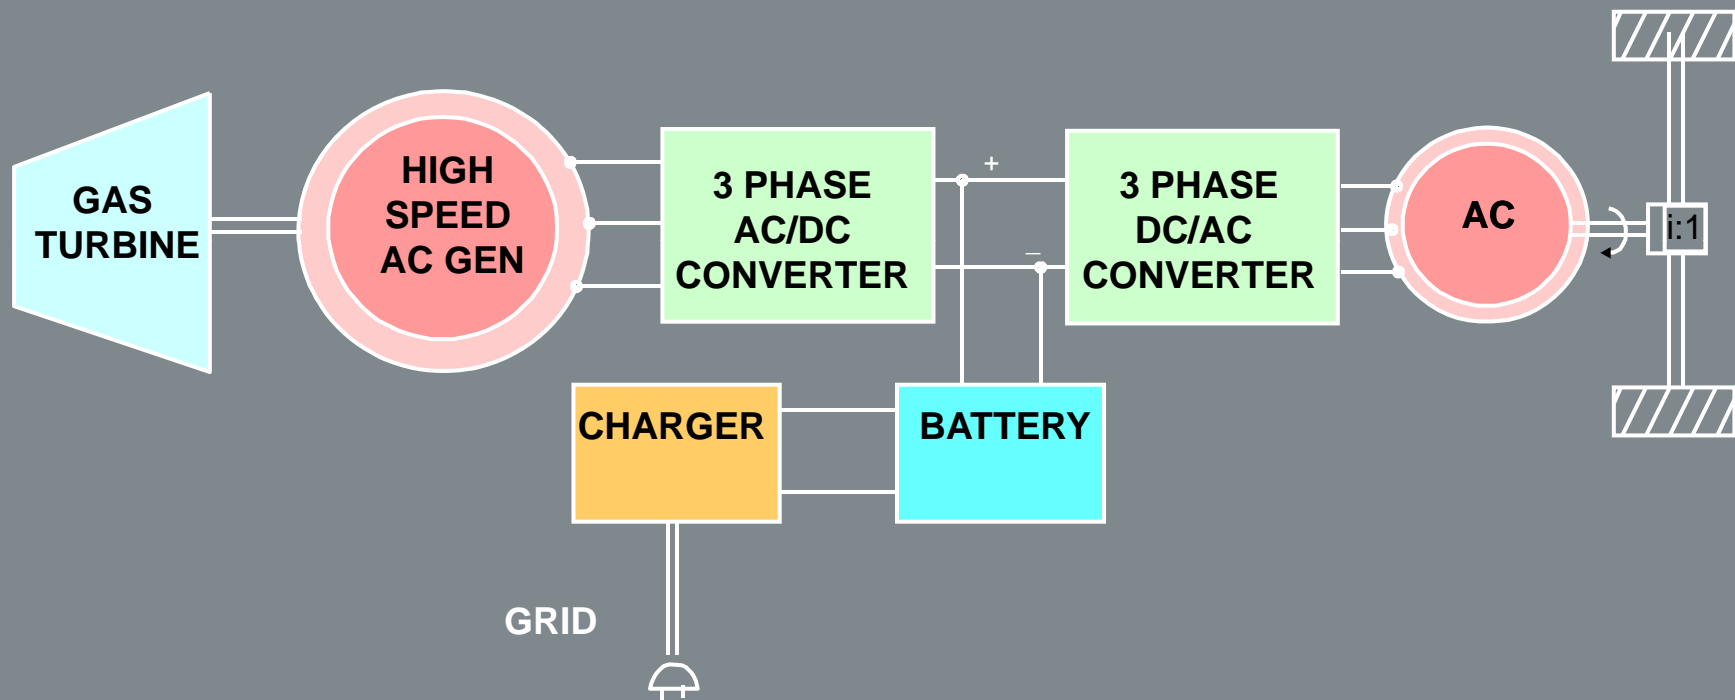 GAS
TURBINE
HIGH
SPEED
AC GEN
3 PHASE
AC/DC
CONVERTER
+
_
3 PHASE
DC/AC
CONVERTER
AC
i:1
CHARGER
BATTERY
GRID